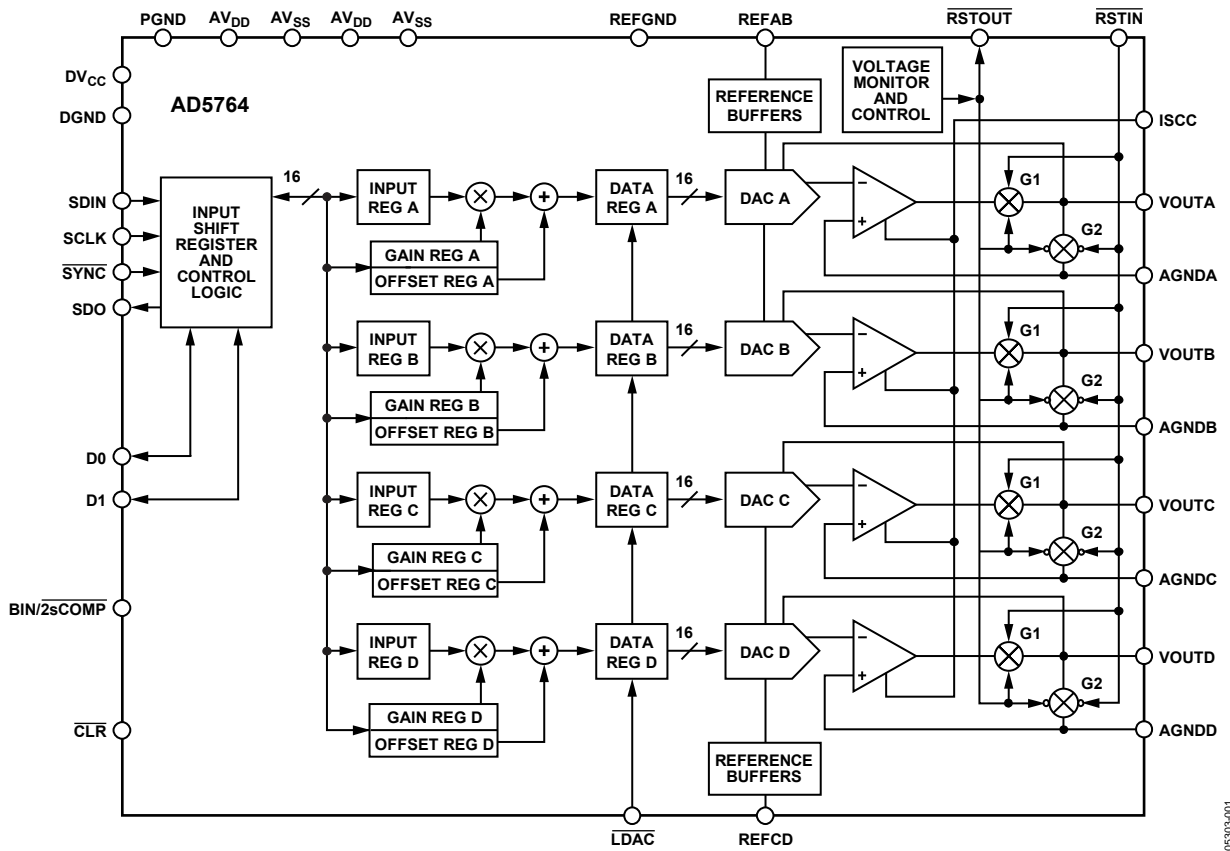 PGND
AVDD
AVSS
AVDD
AVSS
REFGND
REFAB
RSTOUT
RSTIN
DVCC
DGND
AD5764
REFERENCE
BUFFERS
VOLTAGE
MONITOR
AND
CONTROL
ISCC
SDIN
SCLK
SYNC
SDO
INPUT
SHIFT
REGISTER
AND
CONTROL
LOGIC
16
INPUT
REG A
×
+
GAIN REG A
OFFSET REG A
DATA
REG A
16
DAC A
−
+
G1
G2
VOUTA
AGNDA
INPUT
REG B
×
+
GAIN REG B
OFFSET REG B
DATA
REG B
16
DAC B
−
+
G1
G2
VOUTB
AGNDB
D0
D1
INPUT
REG C
×
+
GAIN REG C
OFFSET REG C
DATA
REG C
16
DAC C
−
+
G1
G2
VOUTC
AGNDC
BIN/2sCOMP
INPUT
REG D
×
+
GAIN REG D
OFFSET REG D
DATA
REG D
16
DAC D
−
+
G1
G2
VOUTD
AGNDD
CLR
REFERENCE
BUFFERS
LDAC
REFCD
05303-001